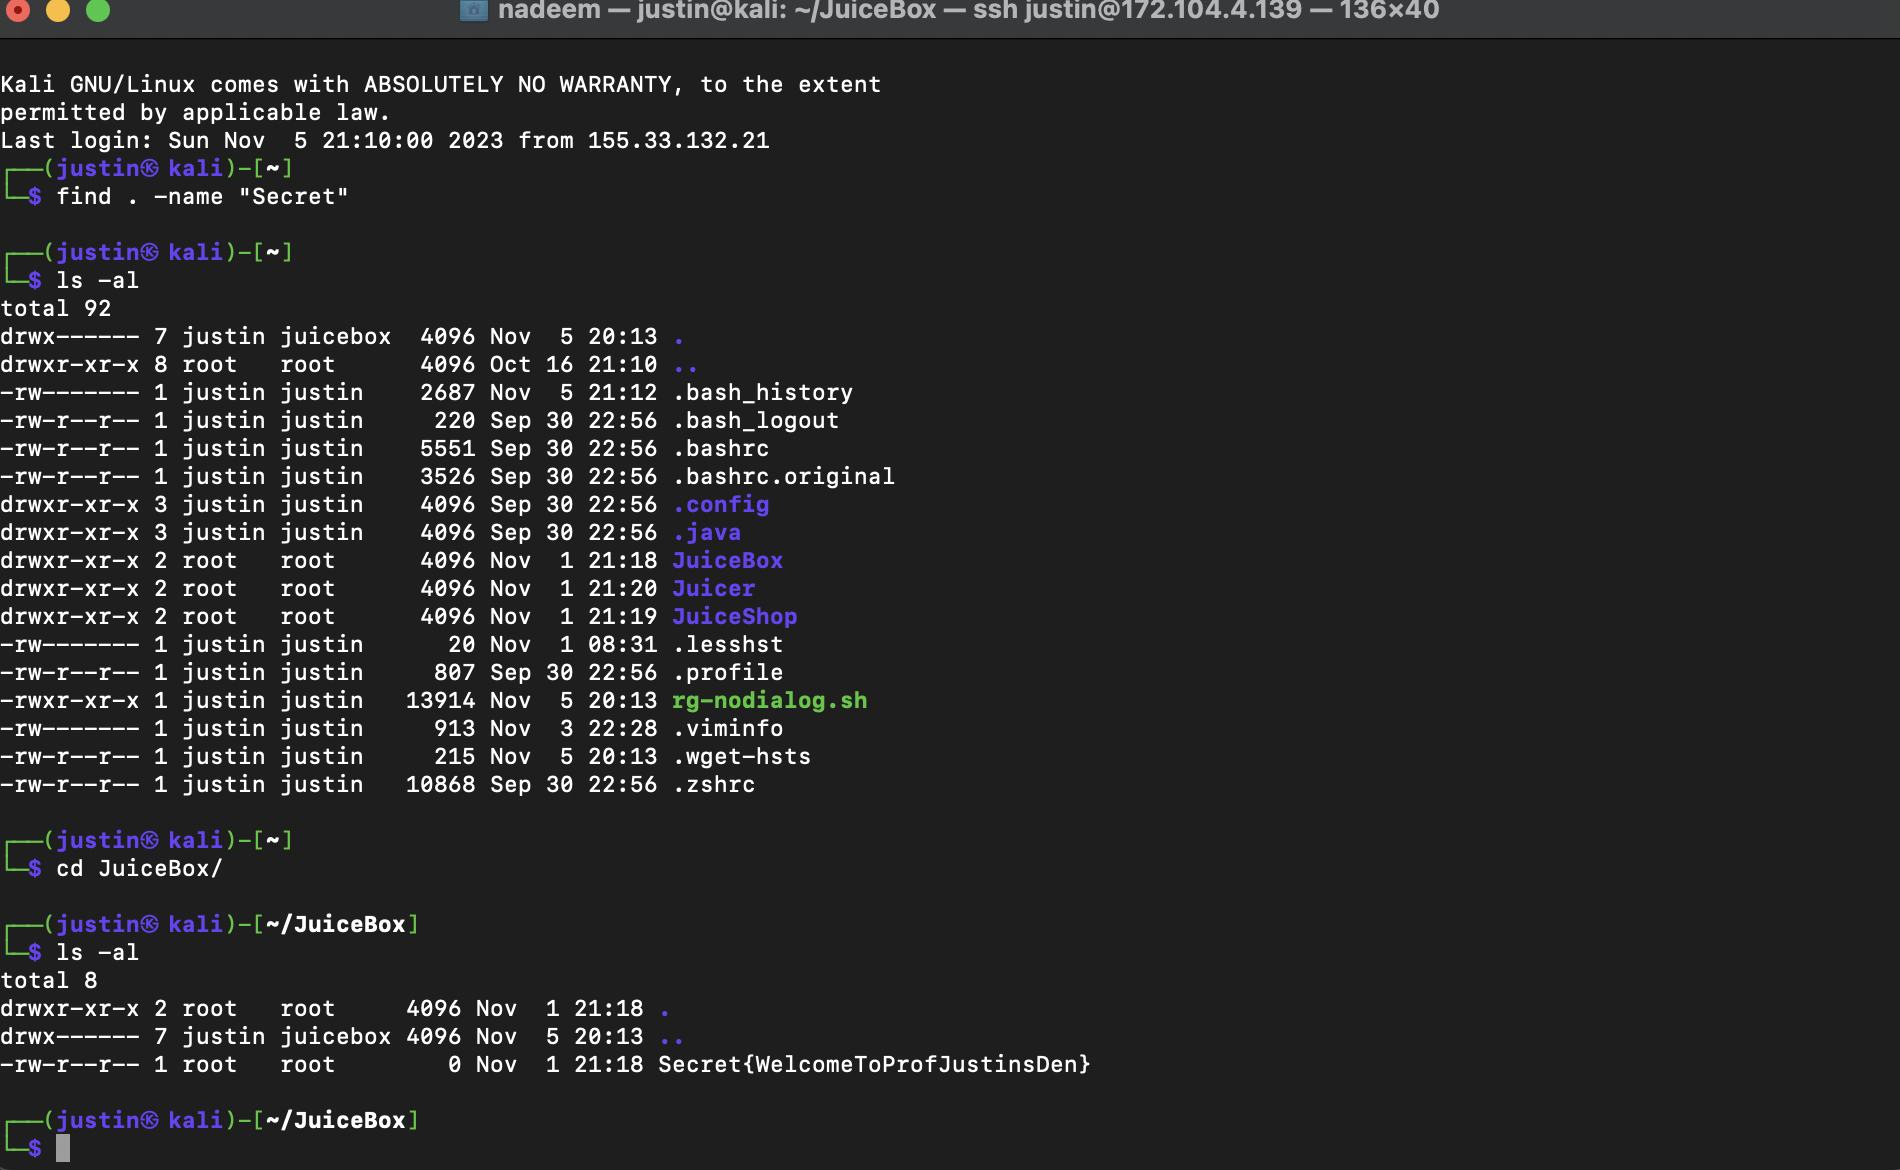 nadeem — justin@kali: ~/JuiceBox — ssh justin@172.104.4.139 — 136×40
Kali GNU/Linux comes with ABSOLUTELY NO WARRANTY, to the extent
permitted by applicable law.
Last login: Sun Nov  5 21:10:00 2023 from 155.33.132.21
┌──(justin㉿kali)-[~]
└─$ find . -name "Secret"
┌──(justin㉿kali)-[~]
└─$ ls -al
total 92
drwx------ 7 justin juicebox  4096 Nov  5 20:13 .
drwxr-xr-x 8 root   root      4096 Oct 16 21:10 ..
-rw------- 1 justin justin    2687 Nov  5 21:12 .bash_history
-rw-r--r-- 1 justin justin     220 Sep 30 22:56 .bash_logout
-rw-r--r-- 1 justin justin    5551 Sep 30 22:56 .bashrc
-rw-r--r-- 1 justin justin    3526 Sep 30 22:56 .bashrc.original
drwxr-xr-x 3 justin justin    4096 Sep 30 22:56 .config
drwxr-xr-x 3 justin justin    4096 Sep 30 22:56 .java
drwxr-xr-x 2 root   root      4096 Nov  1 21:18 JuiceBox
drwxr-xr-x 2 root   root      4096 Nov  1 21:20 Juicer
drwxr-xr-x 2 root   root      4096 Nov  1 21:19 JuiceShop
-rw------- 1 justin justin      20 Nov  1 08:31 .lesshst
-rw-r--r-- 1 justin justin     807 Sep 30 22:56 .profile
-rwxr-xr-x 1 justin justin   13914 Nov  5 20:13 rg-nodialog.sh
-rw------- 1 justin justin     913 Nov  3 22:28 .viminfo
-rw-r--r-- 1 justin justin     215 Nov  5 20:13 .wget-hsts
-rw-r--r-- 1 justin justin   10868 Sep 30 22:56 .zshrc
┌──(justin㉿kali)-[~]
└─$ cd JuiceBox/
┌──(justin㉿kali)-[~/JuiceBox]
└─$ ls -al
total 8
drwxr-xr-x 2 root   root     4096 Nov  1 21:18 .
drwx------ 7 justin juicebox 4096 Nov  5 20:13 ..
-rw-r--r-- 1 root   root        0 Nov  1 21:18 Secret{WelcomeToProfJustinsDen}
┌──(justin㉿kali)-[~/JuiceBox]
└─$